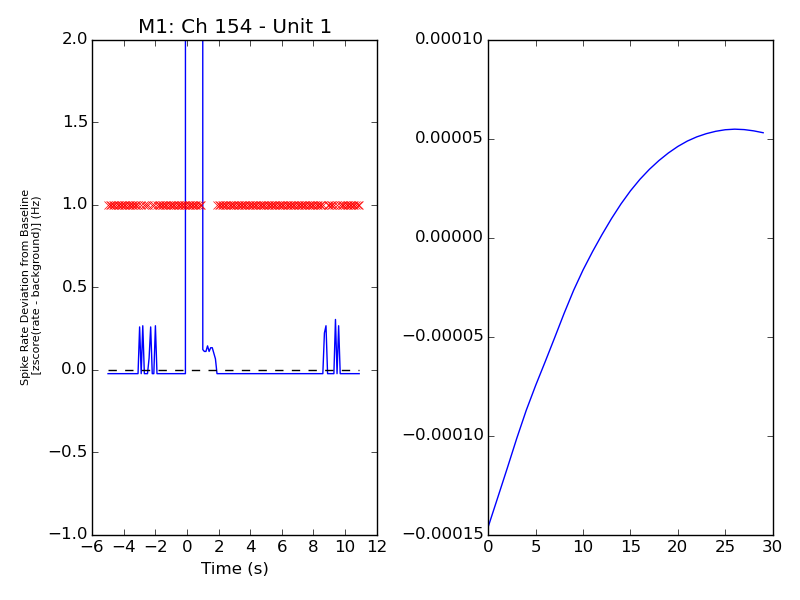 M1: Ch 154 - Unit 1
2.0
1.5
1.0
0.5
0.0
−0.5
−1.0
−6 −4 −2 0 2 4 6 8 10 12
Time (s)
Spike Rate Deviation from Baseline
[zscore(rate - background)] (Hz)
0.00010
0.00005
0.00000
−0.00005
−0.00010
−0.00015
0 5 10 15 20 25 30